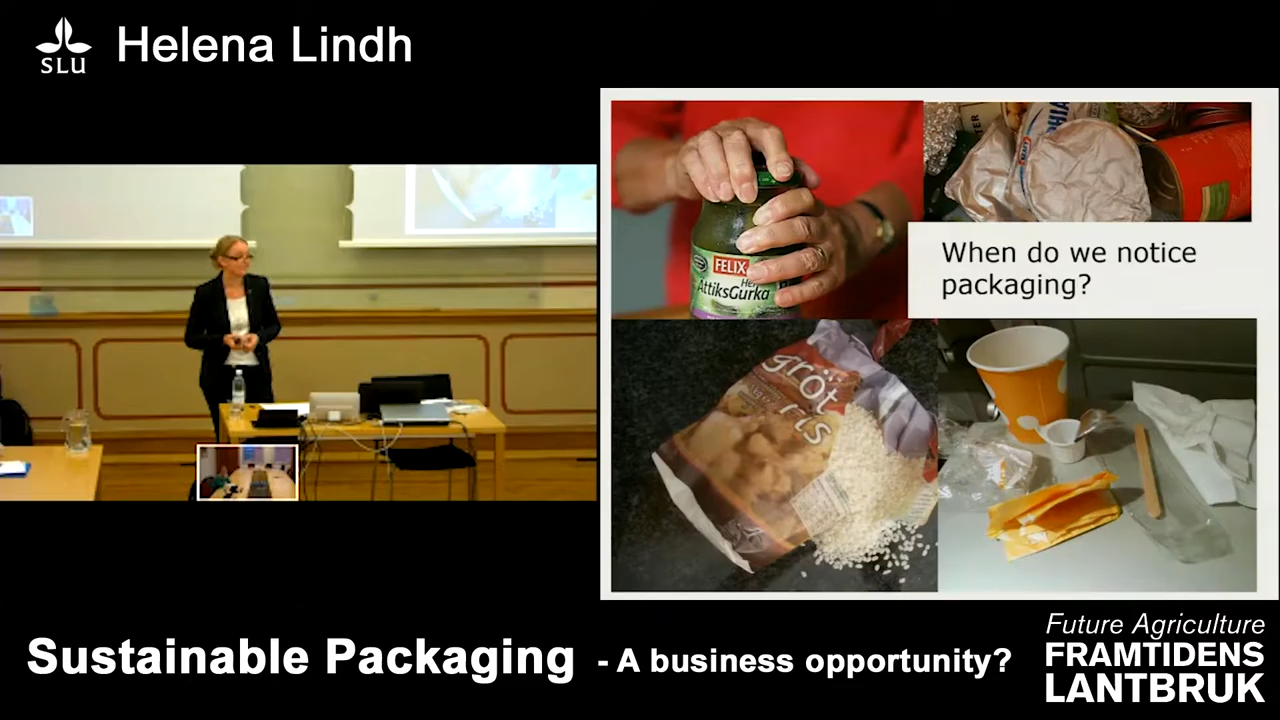 SLU
Helena Lindh
When do we notice
packaging?
FELIX
AttiksGurka
gröt
ris
Sustainable Packaging - A business opportunity?
Future Agriculture
FRAMTIDENS
LANTBRUK